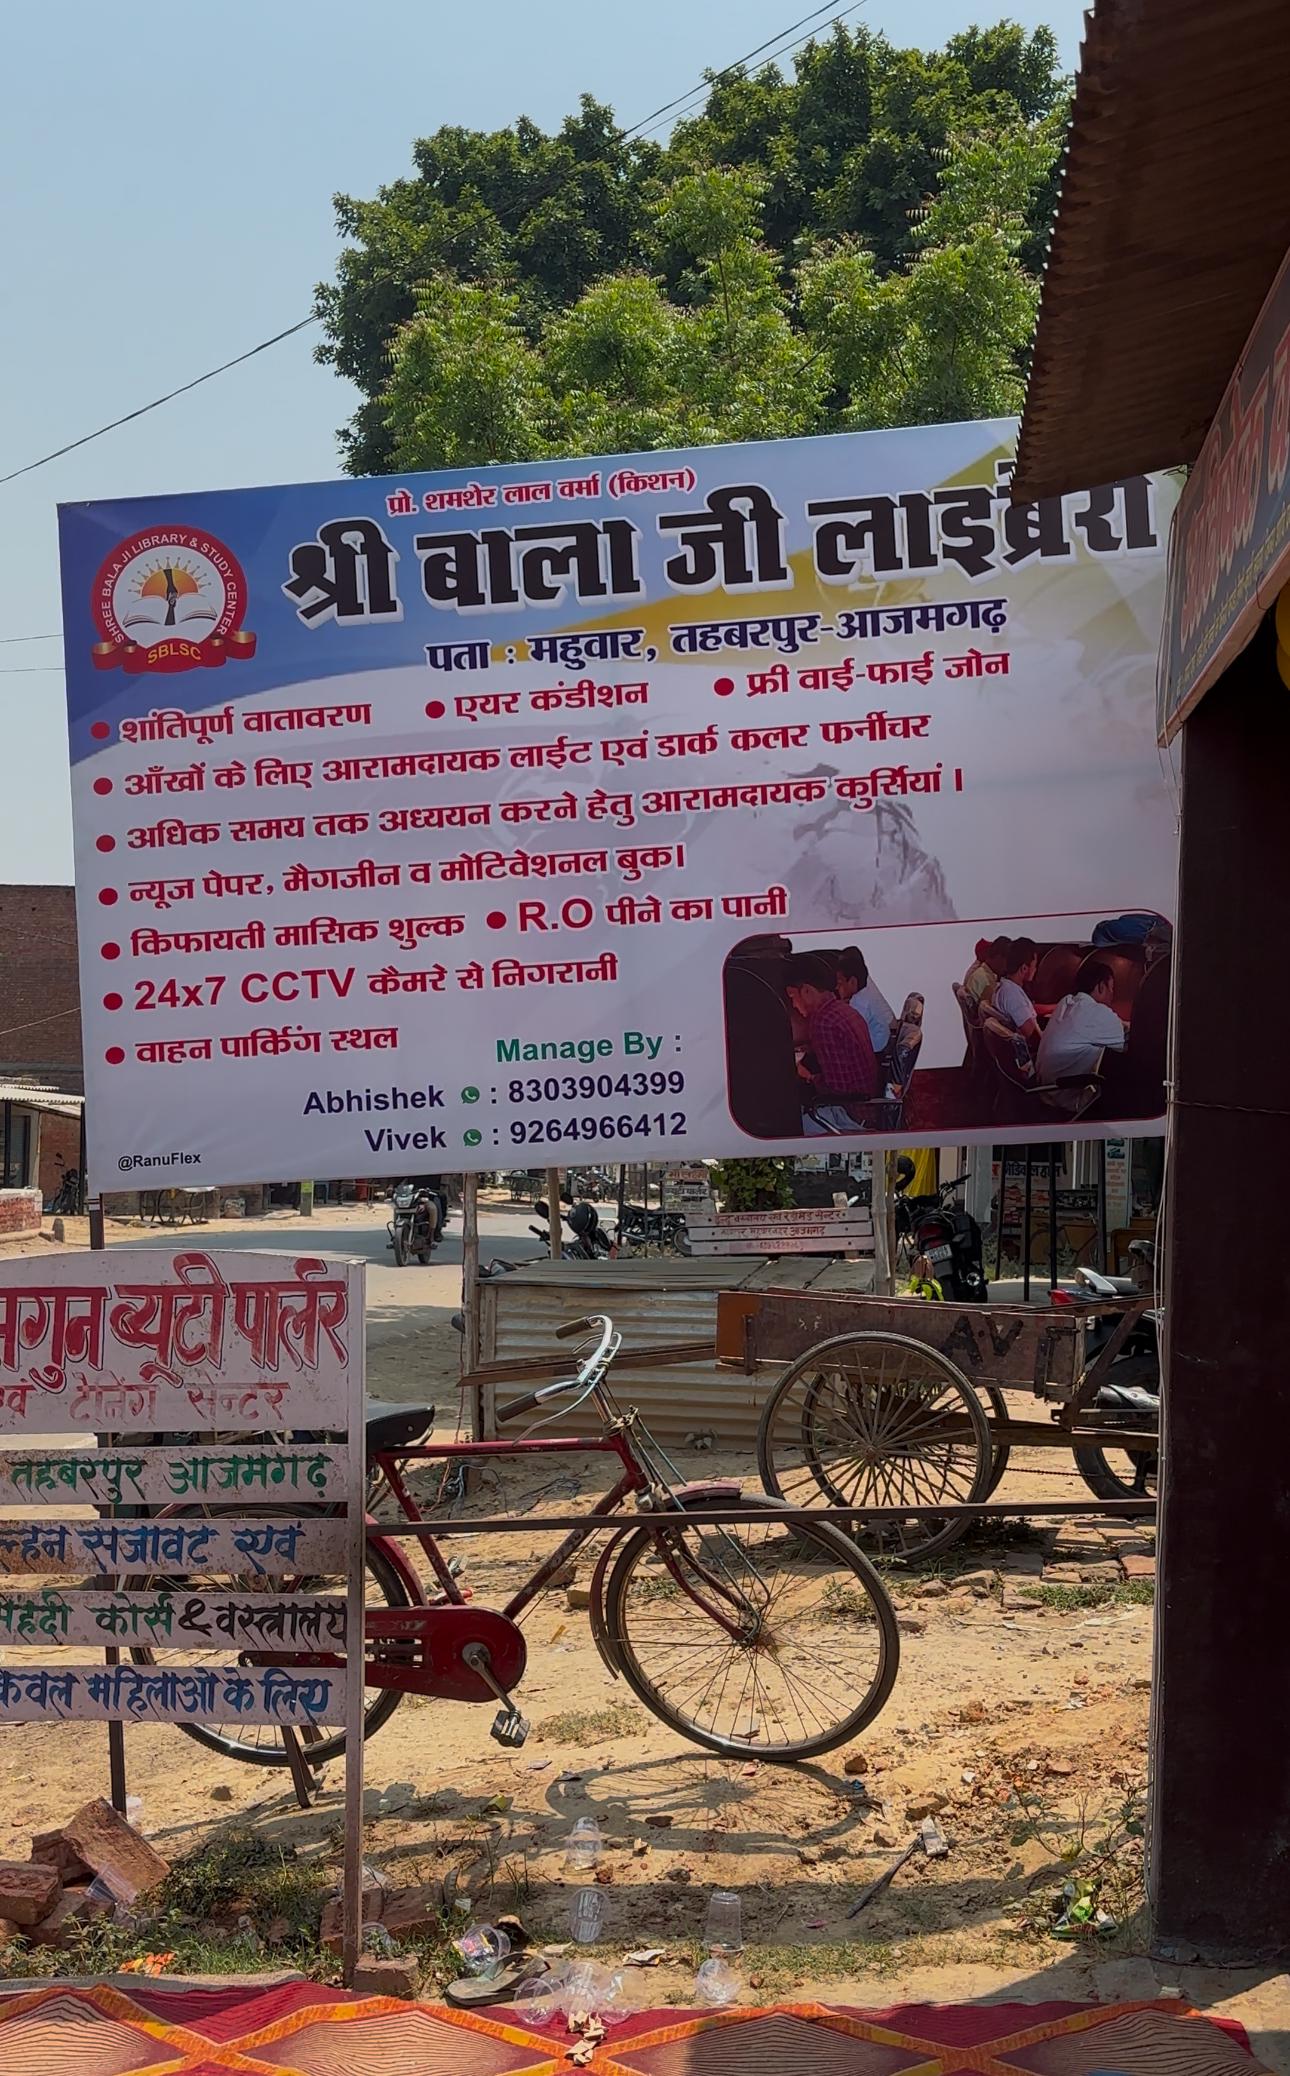 प्रो. शमशेर लाल वर्मा (किशन)
श्री बाला जी लाइब्रेरी
SHREE BALA JI LIBRARY & STUDY CENTER
SBLSC
पता : महुवार, तहबरपुर-आजमगढ़
• शांतिपूर्ण वातावरण • एयर कंडीशन • फ्री वाई-फाई जोन
• आँखों के लिए आरामदायक लाईट एवं डार्क कलर फर्नीचर
• अधिक समय तक अध्ययन करने हेतु आरामदायक कुर्सियां ।
• न्यूज पेपर, मैगजीन व मोटिवेशनल बुक।
• किफायती मासिक शुल्क • R.O पीने का पानी
• 24x7 CCTV कैमरे से निगरानी
• वाहन पार्किंग स्थल
Manage By :
Abhishek : 8303904399
Vivek : 9264966412
@RanuFlex
ब्यूटी पार्लर
टेनिग सेन्टर
तहबरपुर आजमगढ़
सजावट एवं
कोर्स & वस्त्रालय
केवल महिलाओ के लिए
A.V